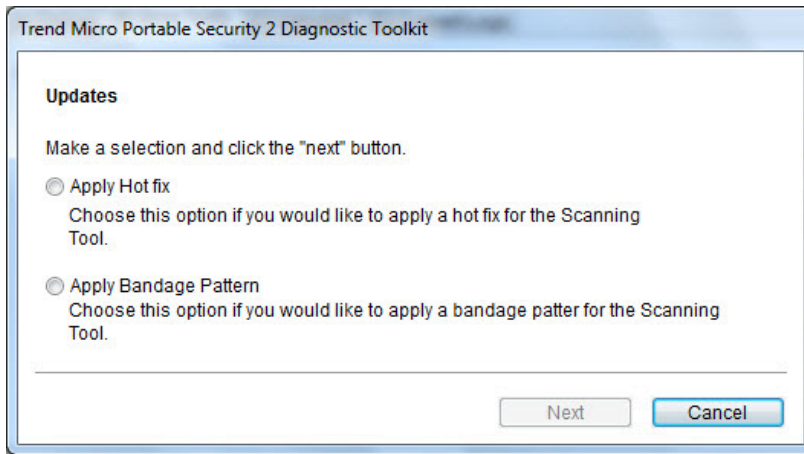 Trend Micro Portable Security 2 Diagnostic Toolkit
Updates
Make a selection and click the "next" button.
Apply Hot fix
Choose this option if you would like to apply a hot fix for the Scanning
Tool.
Apply Bandage Pattern
Choose this option if you would like to apply a bandage patter for the Scanning
Tool.
Next
Cancel